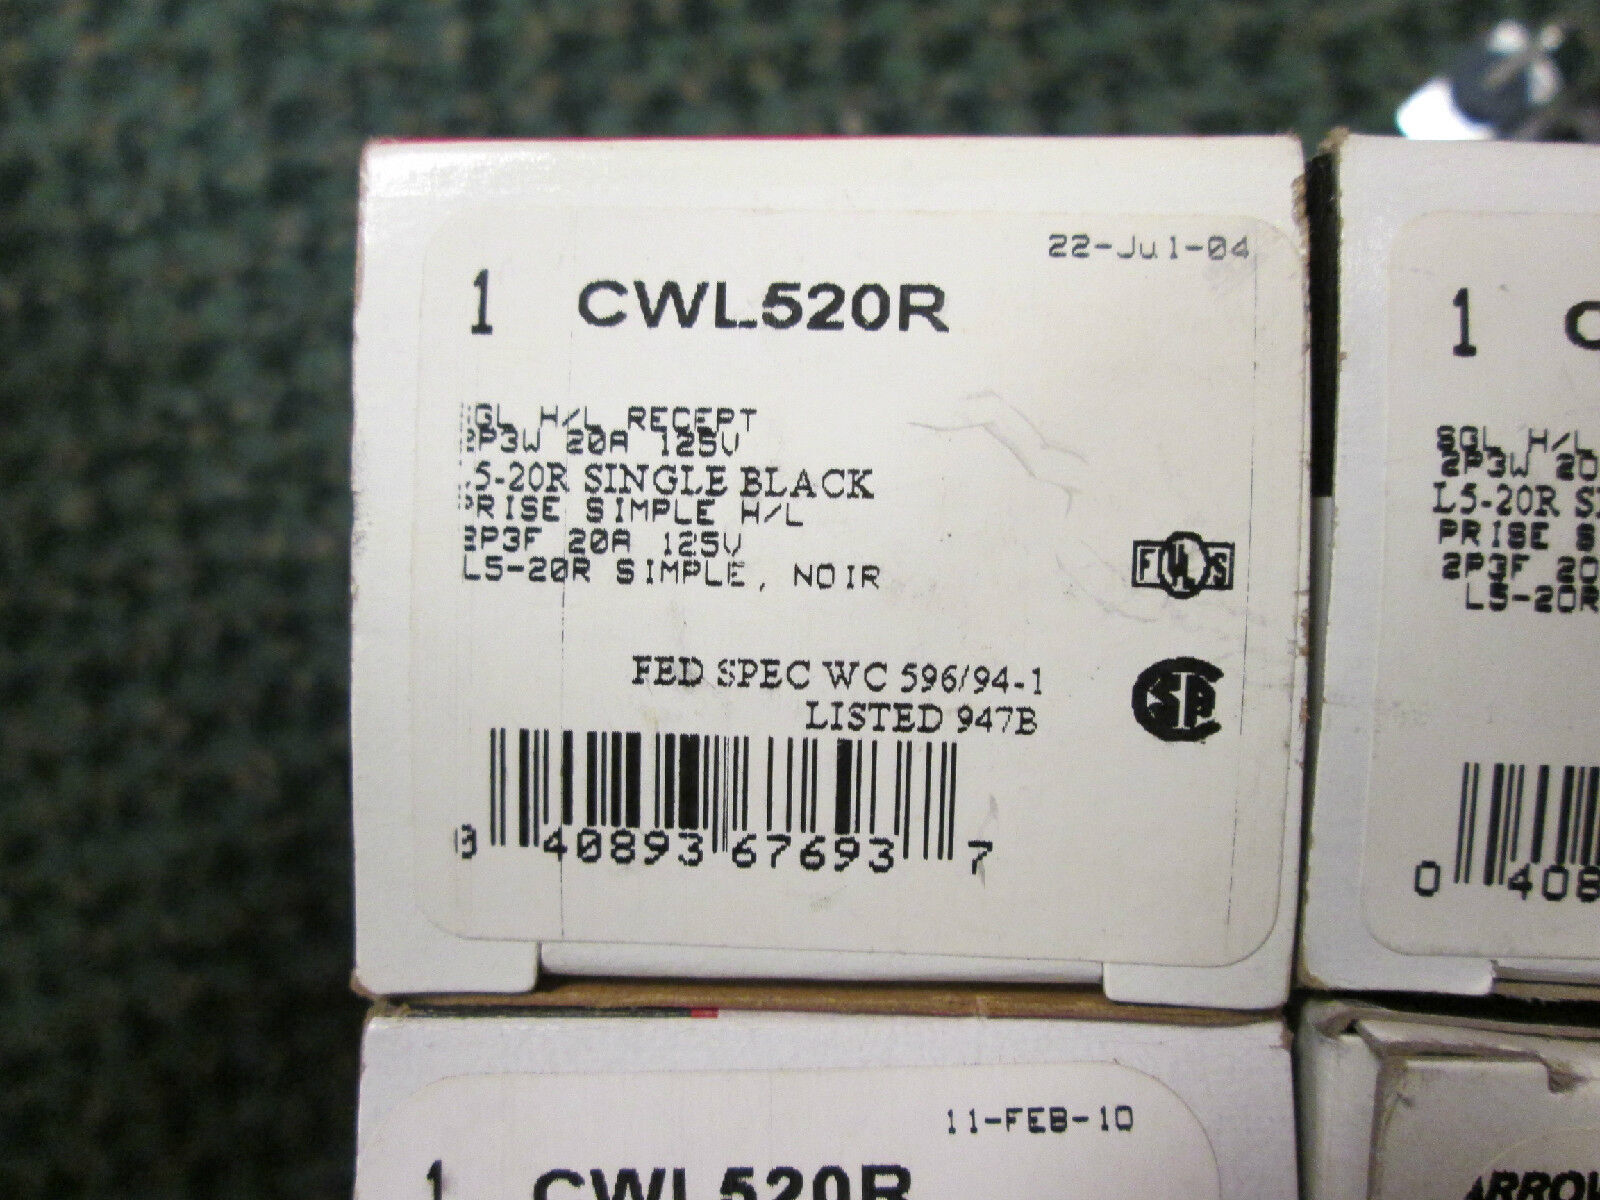 22-Jul-04
1 CWL520R
SGL H/L RECEPT
2P3W 20A 125V
L5-20R SINGLE BLACK
PRISE SIMPLE H/L
2P3F 20A 125V
L5-20R SIMPLE, NOIR
FED SPEC WC 596/94-1
LISTED 947B
0 40893 67693 7
1 C
SGL H/L
2P3W 20
L5-20R S
PRISE S
2P3F 20
L5-20R
0 408
11-FEB-10
1 CWL520R
ARROW